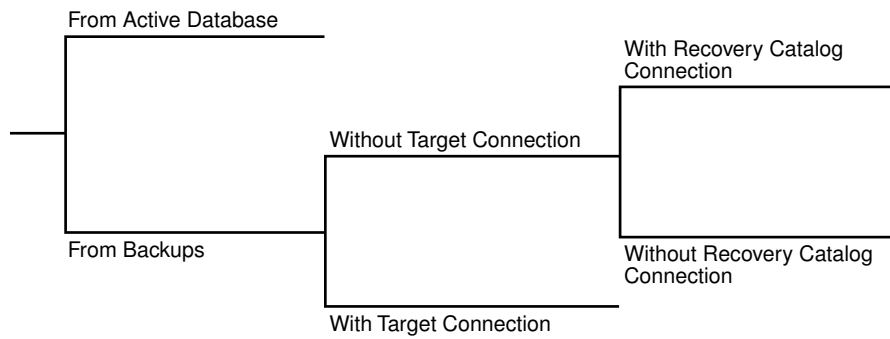 From Active Database
With Recovery Catalog
Connection
Without Target Connection
From Backups
Without Recovery Catalog
Connection
With Target Connection